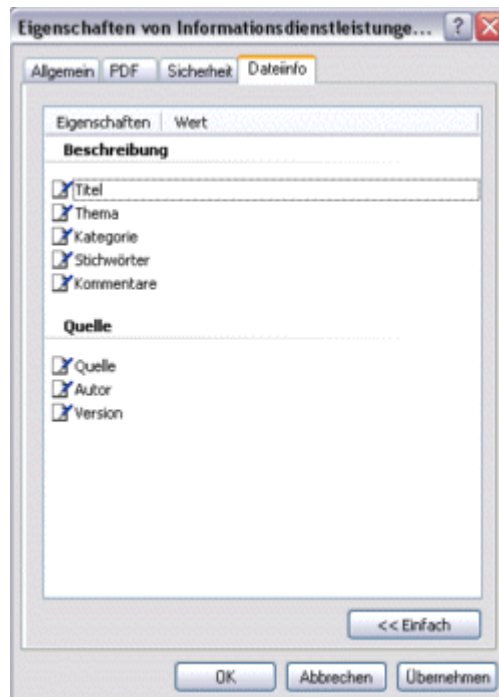 Eigenschaften von Informationsdienstleistunge... ?
Allgemein PDF Sicherheit Dateiinfo
Eigenschaften Wert
Beschreibung
Titel
Thema
Kategorie
Stichwörter
Kommentare
Quelle
Quelle
Autor
Version
<< Einfach
OK Abbrechen Übernehmen